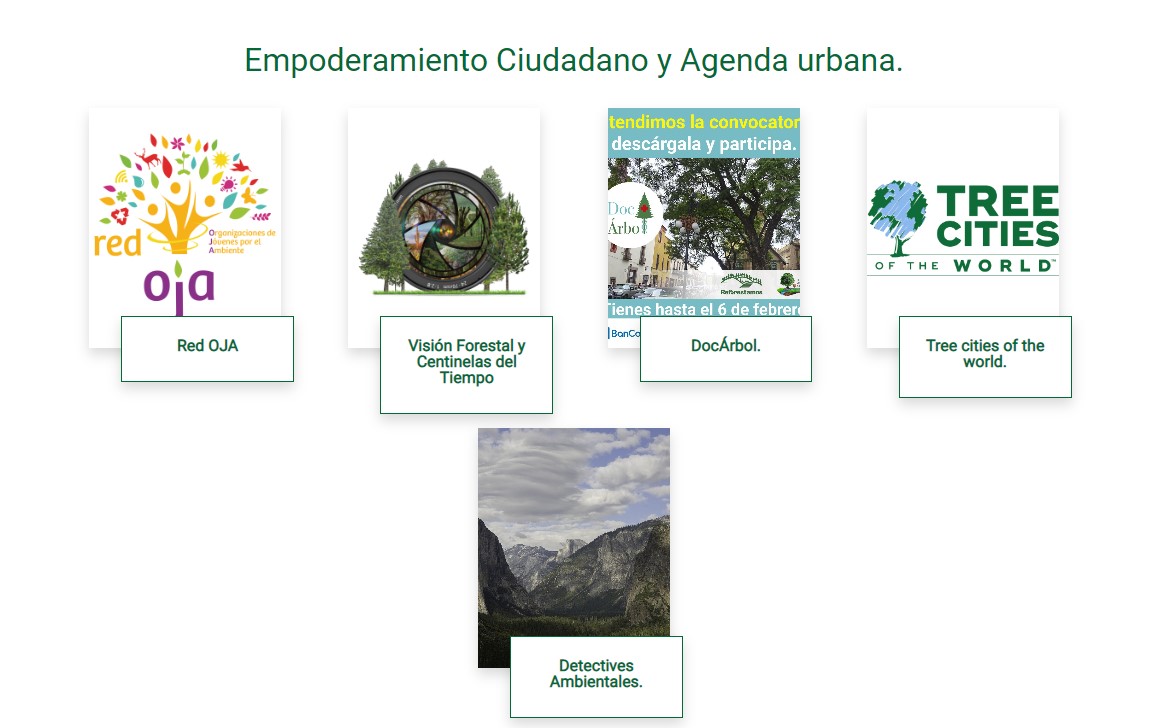 Empoderamiento Ciudadano y Agenda urbana.
red
Organizaciones de
Jóvenes por el
Ambiente
oja
Red OJA
Visión Forestal y
Centinelas del
Tiempo
tendimos la convocator
descárgala y participa.
Doc
Árbol
Reforestamos
Tienes hasta el 6 de febrero
BanCo
DocÁrbol.
TREE
CITIES
OF THE WORLD™
Tree cities of the
world.
Detectives
Ambientales.